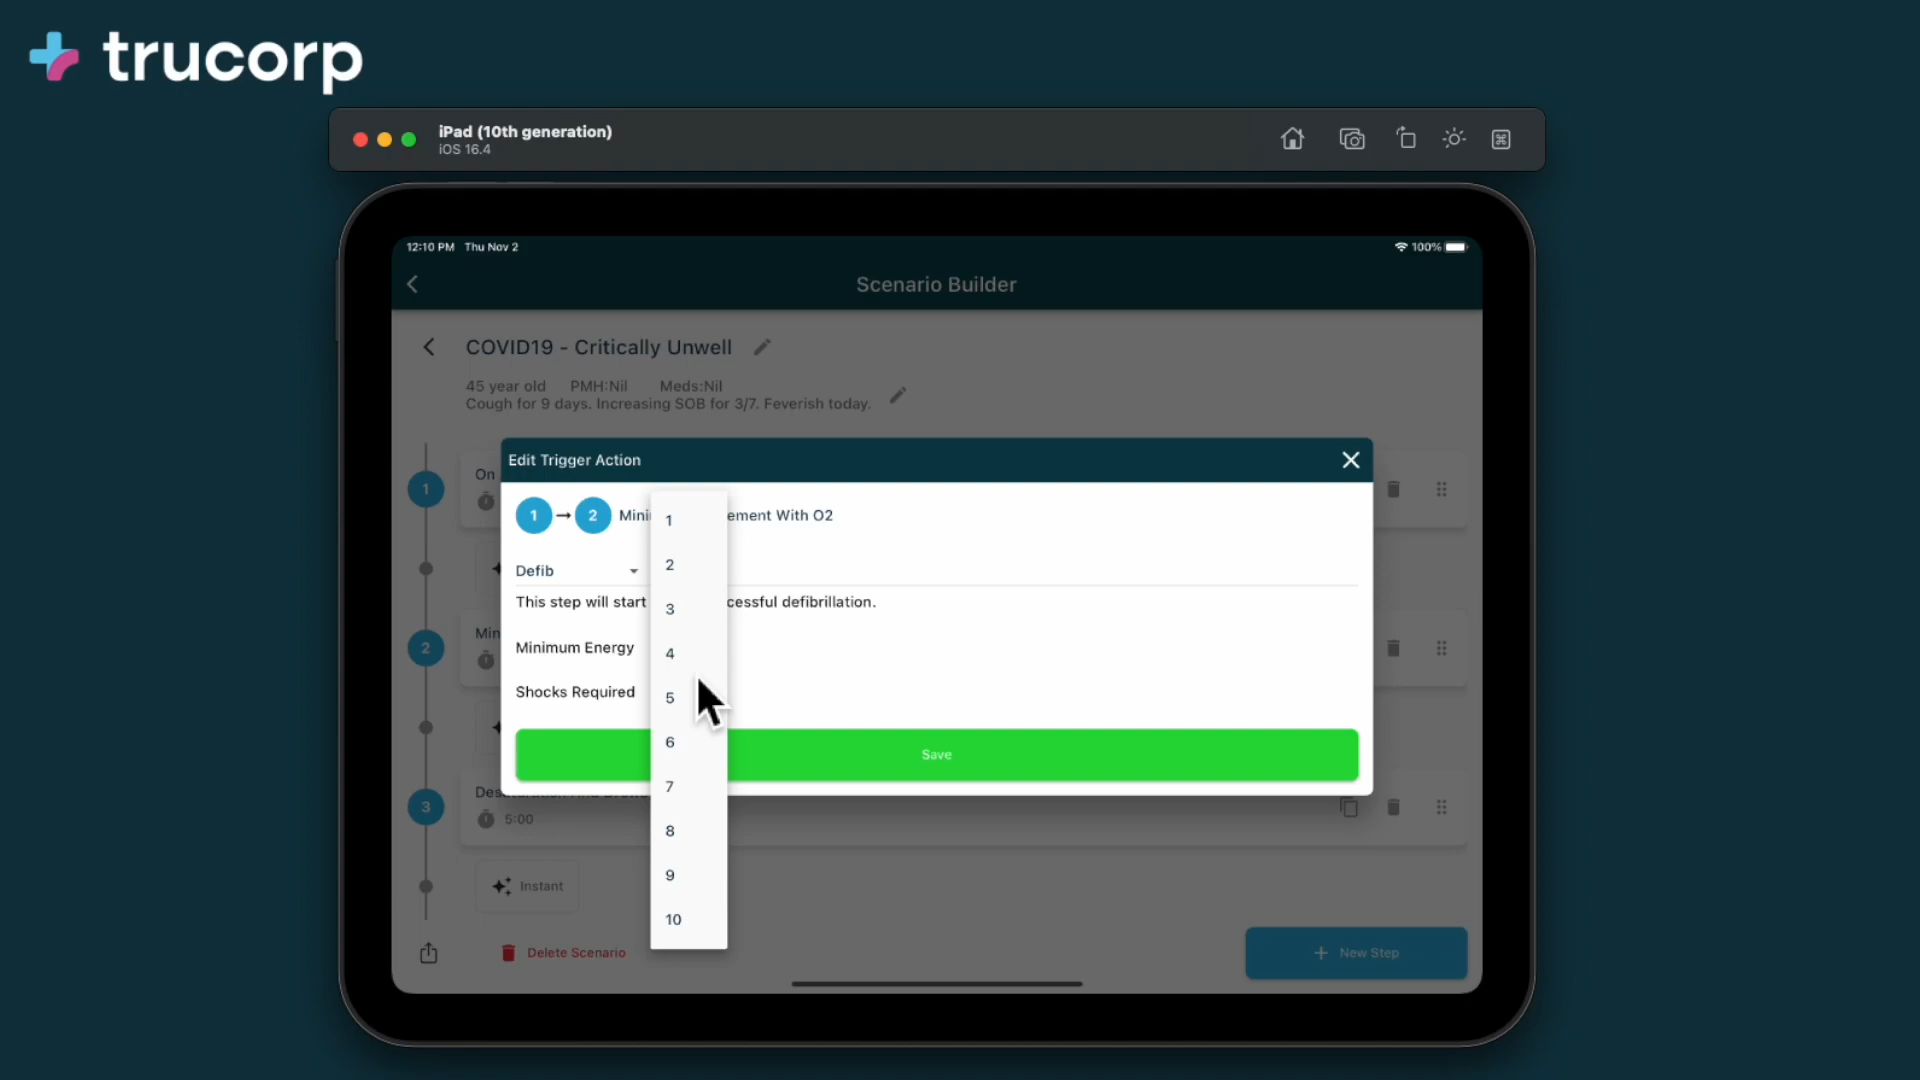 trucorp
iPad (10th generation)
iOS 16.4
12:10 PM Thu Nov 2
100%
Scenario Builder
COVID19 - Critically Unwell
45 year old PMH:Nil Meds:Nil
Cough for 9 days. Increasing SOB for 3/7. Feverish today.
Edit Trigger Action
1 On
1 → 2 Mini ement With O2
Defib
This step will start cessful defibrillation.
2 Min
Minimum Energy
Shocks Required
1
2
3
4
5
6
7
8
9
10
Save
3
5:00
Instant
Delete Scenario
+ New Step